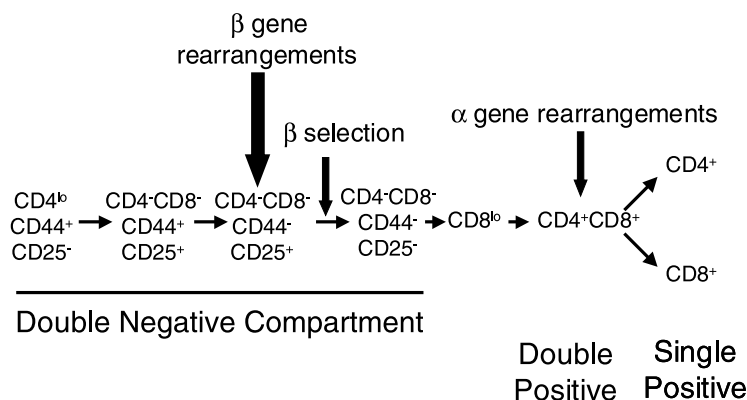 β gene
rearrangements
β selection
α gene rearrangements
CD4ˡᵒ
CD44⁺
CD25⁻
CD4⁻CD8⁻
CD44⁺
CD25⁺
CD4⁻CD8⁻
CD44⁻
CD25⁺
CD4⁻CD8⁻
CD44⁻
CD25⁻
CD8ˡᵒ
CD4⁺CD8⁺
CD4⁺
CD8⁺
Double Negative Compartment
Double
Positive
Single
Positive